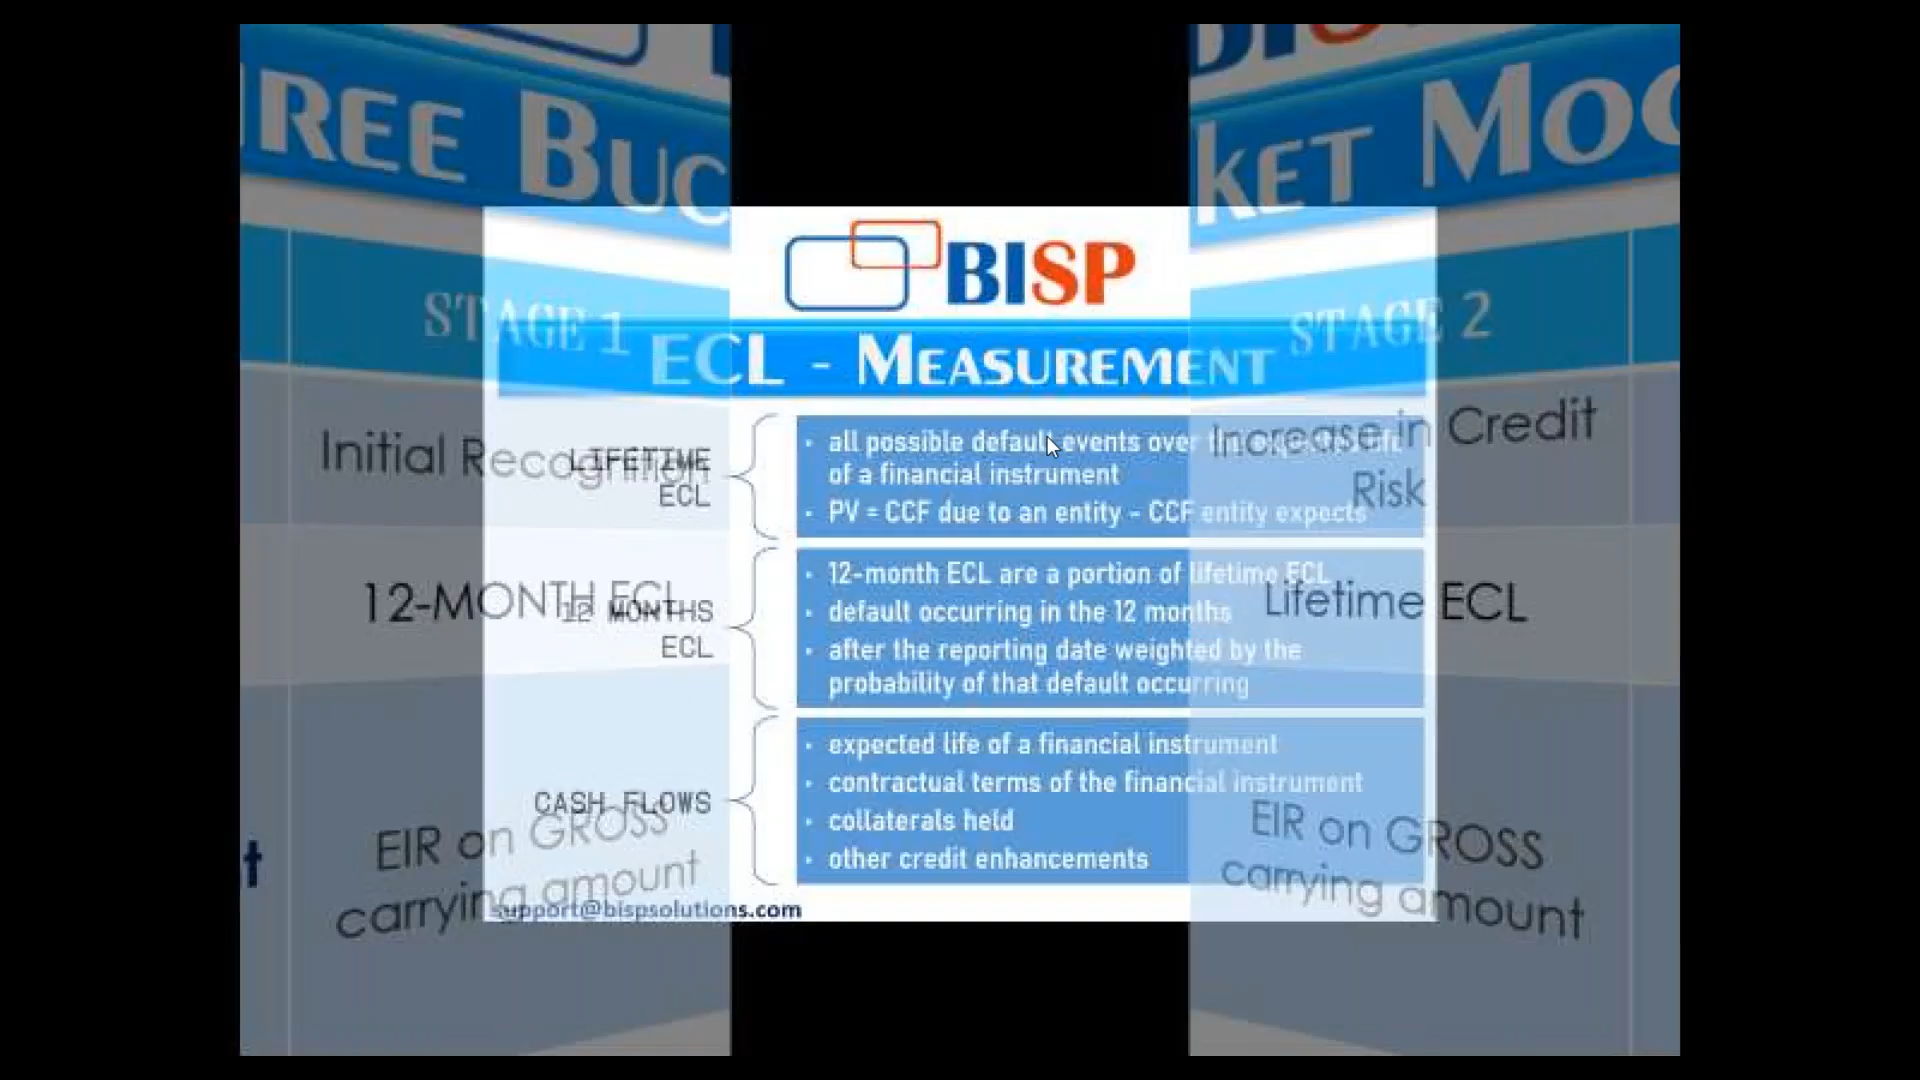 REE BUC
KET MOO
BISP
STAGE 1
STAGE 2
ECL - MEASUREMENT
Initial Recognition
Increase in Credit
Risk
LIFETIME
ECL
• all possible default events over
of a financial instrument
• PV = CCF due to an entity - CCF entity expects
12-MONTH ECL
Lifetime ECL
12 MONTHS
ECL
• 12-month ECL are a portion of lifetime ECL
• default occurring in the 12 months
• after the reporting date weighted by the
probability of that default occurring
CASH FLOWS
• expected life of a financial instrument
• contractual terms of the financial instrument
• collaterals held
• other credit enhancements
t
EIR on GROSS
carrying amount
EIR on GROSS
carrying amount
support@bispsolutions.com